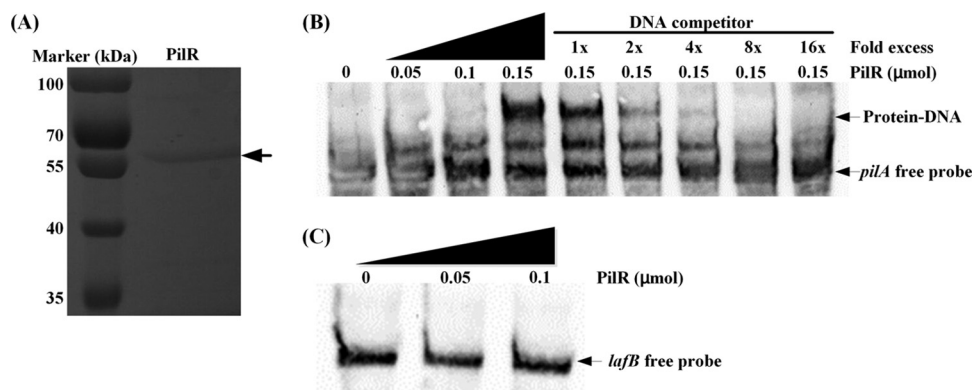 (A)
Marker (kDa) PilR
100
70
55
40
35
(B)
DNA competitor
1x 2x 4x 8x 16x Fold excess
0 0.05 0.1 0.15 0.15 0.15 0.15 0.15 0.15 PilR (μmol)
Protein-DNA
pilA free probe
(C)
0 0.05 0.1 PilR (μmol)
lafB free probe